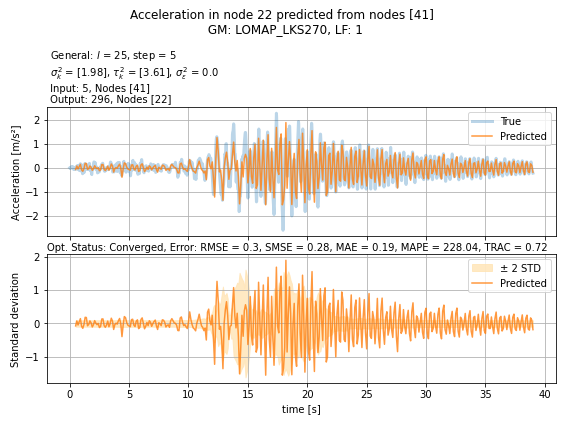 Acceleration in node 22 predicted from nodes [41]
GM: LOMAP_LKS270, LF: 1
General: l = 25, step = 5
σ²ₖ = [1.98], τ²ₖ = [3.61], σ²ε = 0.0
Input: 5, Nodes [41]
Output: 296, Nodes [22]
Acceleration [m/s²]
2
1
0
−1
−2
True
Predicted
Opt. Status: Converged, Error: RMSE = 0.3, SMSE = 0.28, MAE = 0.19, MAPE = 228.04, TRAC = 0.72
Standard deviation
2
1
0
−1
± 2 STD
Predicted
0 5 10 15 20 25 30 35 40
time [s]